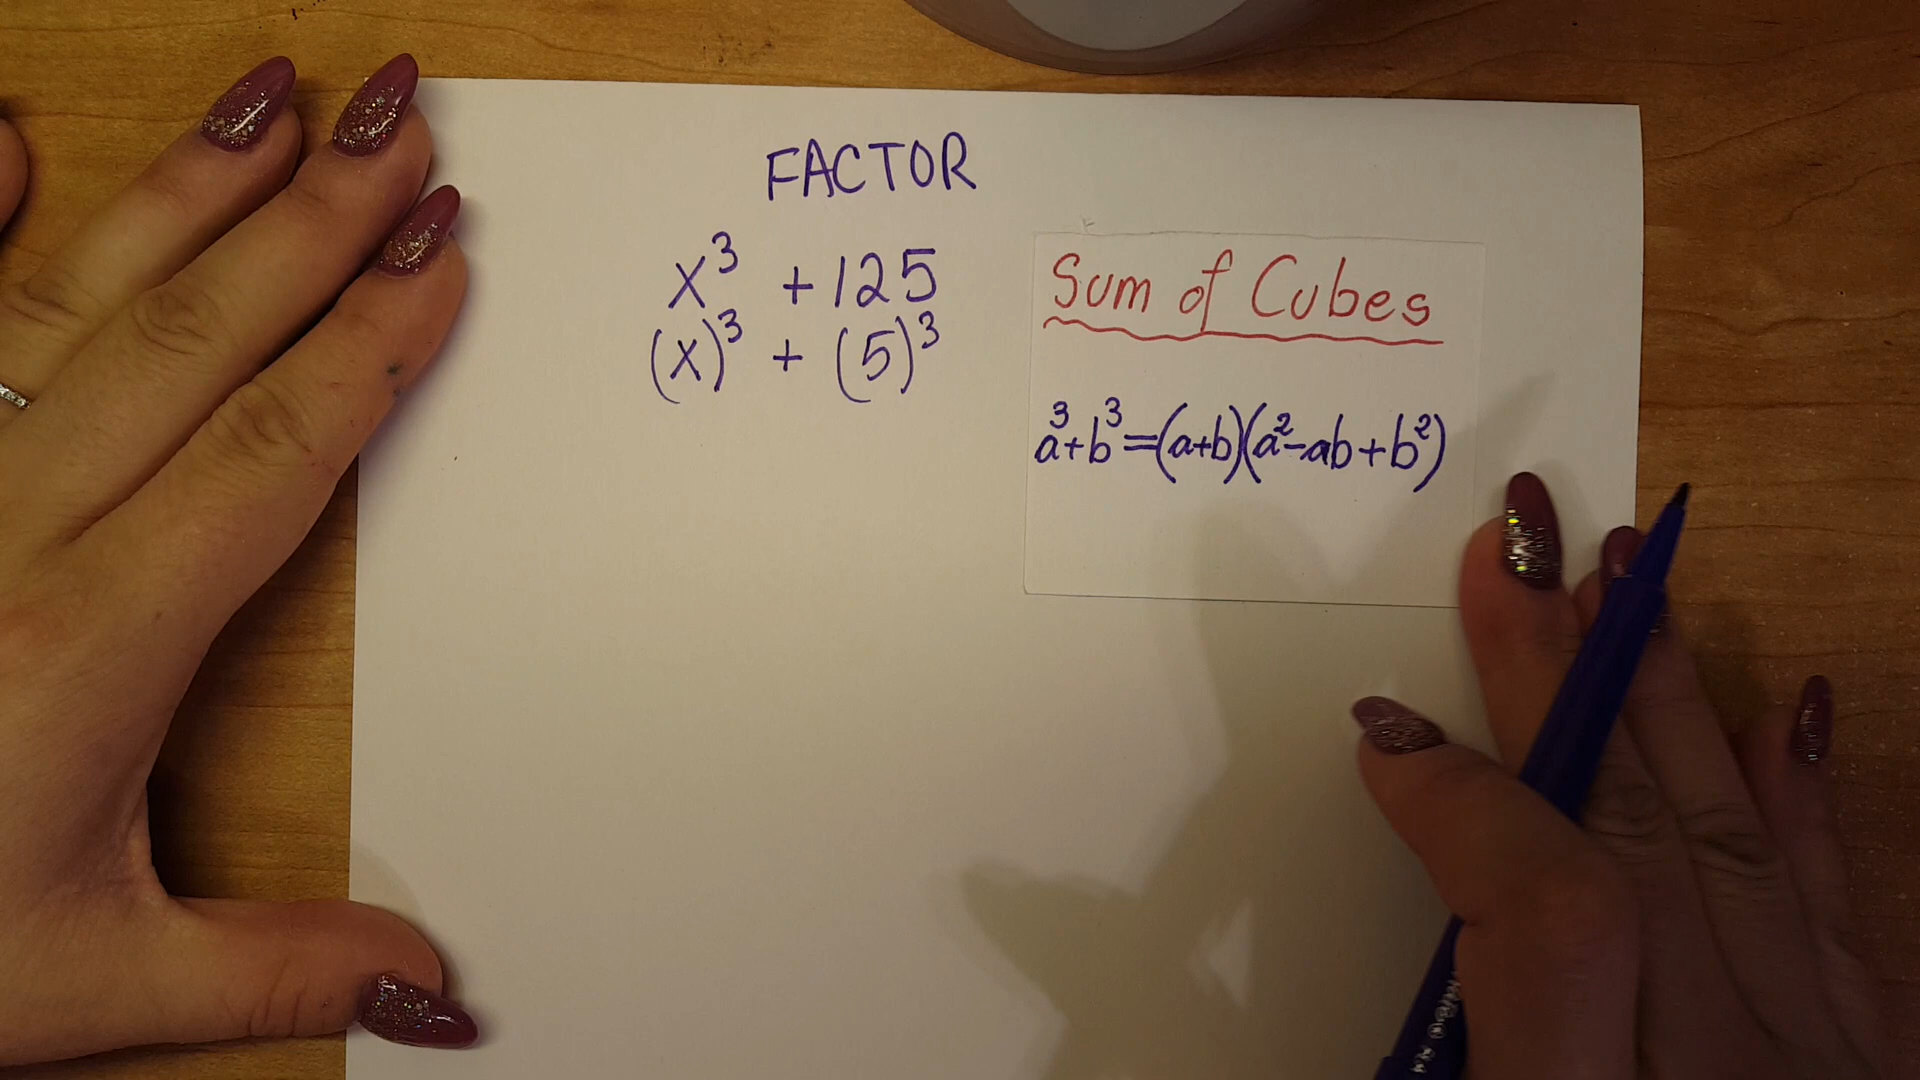 FACTOR
x³ + 125
(x)³ + (5)³
Sum of Cubes
a³+b³=(a+b)(a²-ab+b²)